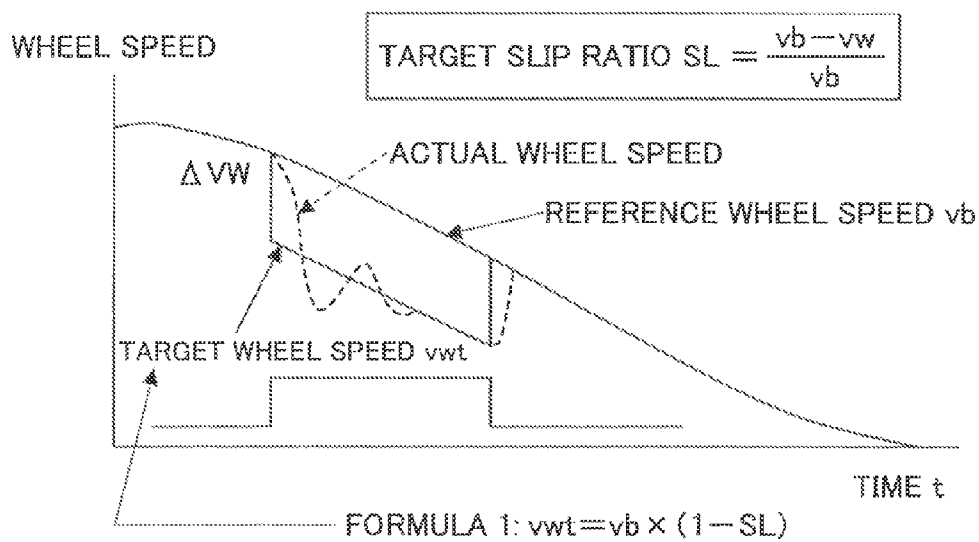 WHEEL SPEED
TARGET SLIP RATIO SL = vb－vw
vb
ΔVW
ACTUAL WHEEL SPEED
REFERENCE WHEEL SPEED vb
TARGET WHEEL SPEED vwt
TIME t
FORMULA 1: vwt＝vb × (1－SL)